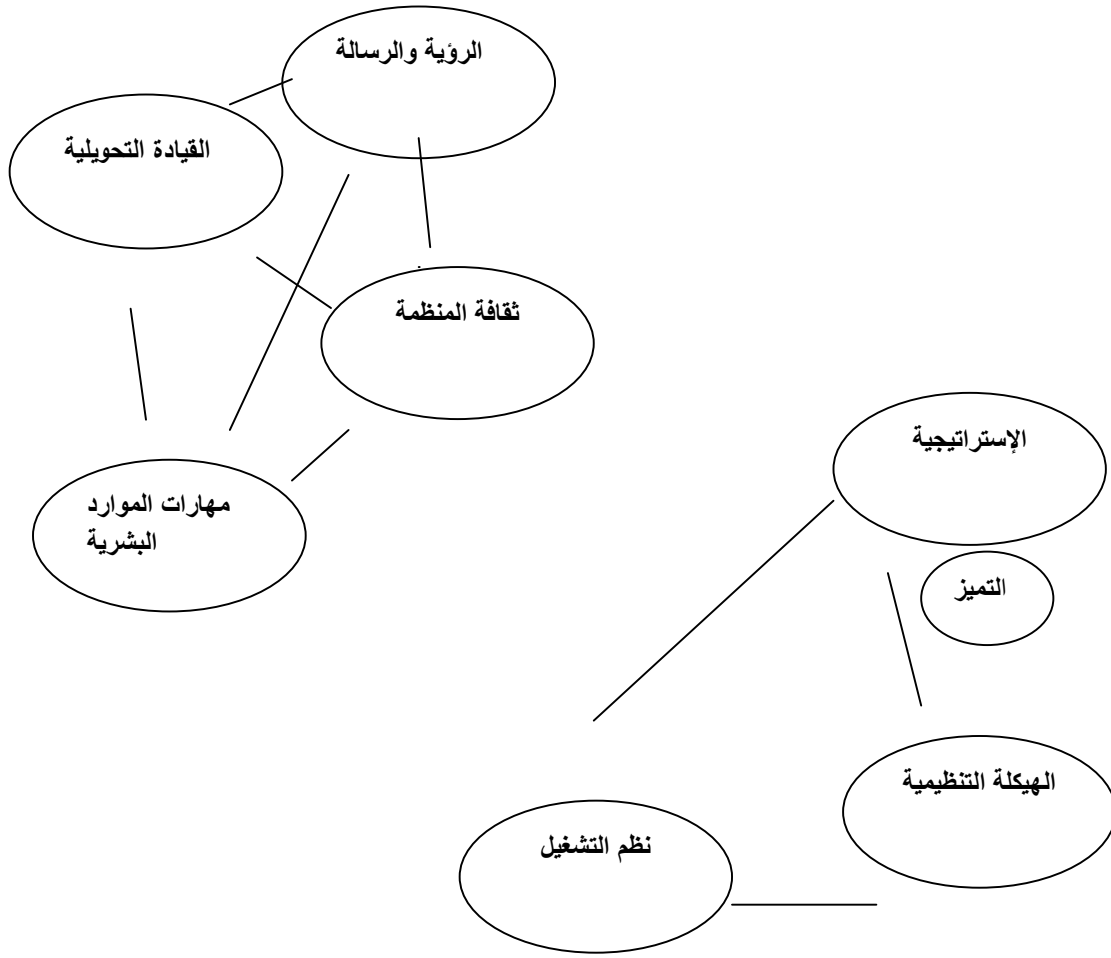 الرؤية والرسالة
القيادة التحويلية
ثقافة المنظمة
مهارات الموارد
البشرية
الإستراتيجية
التميز
الهيكلة التنظيمية
نظم التشغيل